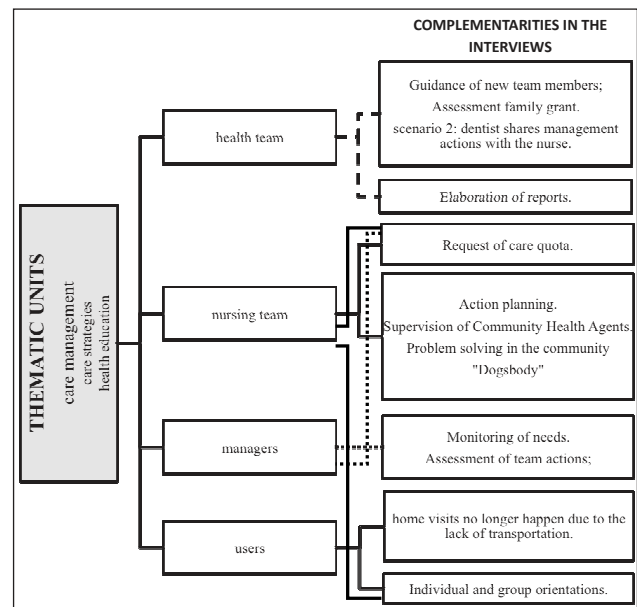 COMPLEMENTARITIES IN THE
INTERVIEWS
THEMATIC UNITS
care management
care strategies
health education
health team
Guidance of new team members;
Assessment family grant.
scenario 2: dentist shares management
actions with the nurse.
Elaboration of reports.
nursing team
Request of care quota.
Action planning.
Supervision of Community Health Agents.
Problem solving in the community
"Dogsbody"
managers
Monitoring of needs.
Assessment of team actions;
users
home visits no longer happen due to the
lack of transportation.
Individual and group orientations.